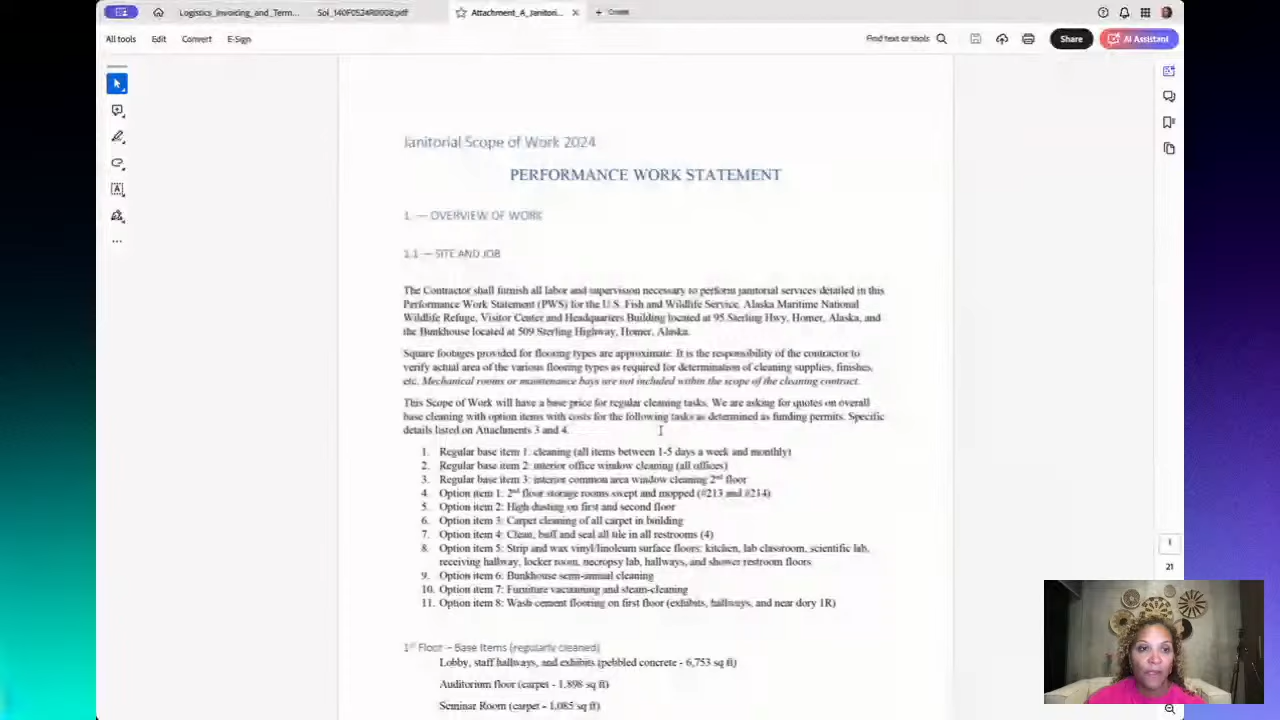 Logistics_Invoicing_and_Term... Sol_140F0524R0008.pdf Attachment_A_Janitori... + Create
All tools Edit Convert E-Sign Find text or tools Share AI Assistant
Janitorial Scope of Work 2024
PERFORMANCE WORK STATEMENT
1. — OVERVIEW OF WORK
1.1 — SITE AND JOB
The Contractor shall furnish all labor and supervision necessary to perform janitorial services detailed in this
Performance Work Statement (PWS) for the U.S. Fish and Wildlife Service, Alaska Maritime National
Wildlife Refuge, Visitor Center and Headquarters Building located at 95 Sterling Hwy, Homer, Alaska, and
the Bunkhouse located at 509 Sterling Highway, Homer, Alaska.
Square footages provided for flooring types are approximate. It is the responsibility of the contractor to
verify actual area of the various flooring types as required for determination of cleaning supplies, finishes,
etc. Mechanical rooms or maintenance bays are not included within the scope of the cleaning contract.
This Scope of Work will have a base price for regular cleaning tasks. We are asking for quotes on overall
base cleaning with option items with costs for the following tasks as determined as funding permits. Specific
details listed on Attachments 3 and 4.
1. Regular base item 1: cleaning (all items between 1-5 days a week and monthly)
2. Regular base item 2: interior office window cleaning (all offices)
3. Regular base item 3: interior common area window cleaning 2nd floor
4. Option item 1: 2nd floor storage rooms swept and mopped (#213 and #214)
5. Option item 2: High dusting on first and second floor
6. Option item 3: Carpet cleaning of all carpet in building
7. Option item 4: Clean, buff and seal all tile in all restrooms (4)
8. Option item 5: Strip and wax vinyl/linoleum surface floors: kitchen, lab classroom, scientific lab,
receiving hallway, locker room, necropsy lab, hallways, and shower restroom floors
9. Option item 6: Bunkhouse semi-annual cleaning
10. Option item 7: Furniture vacuuming and steam-cleaning
11. Option item 8: Wash cement flooring on first floor (exhibits, hallways, and near dory 1R)
1
21
1st Floor – Base Items (regularly cleaned)
Lobby, staff hallways, and exhibits (pebbled concrete - 6,753 sq ft)
Auditorium floor (carpet - 1,898 sq ft)
Seminar Room (carpet - 1,085 sq ft)